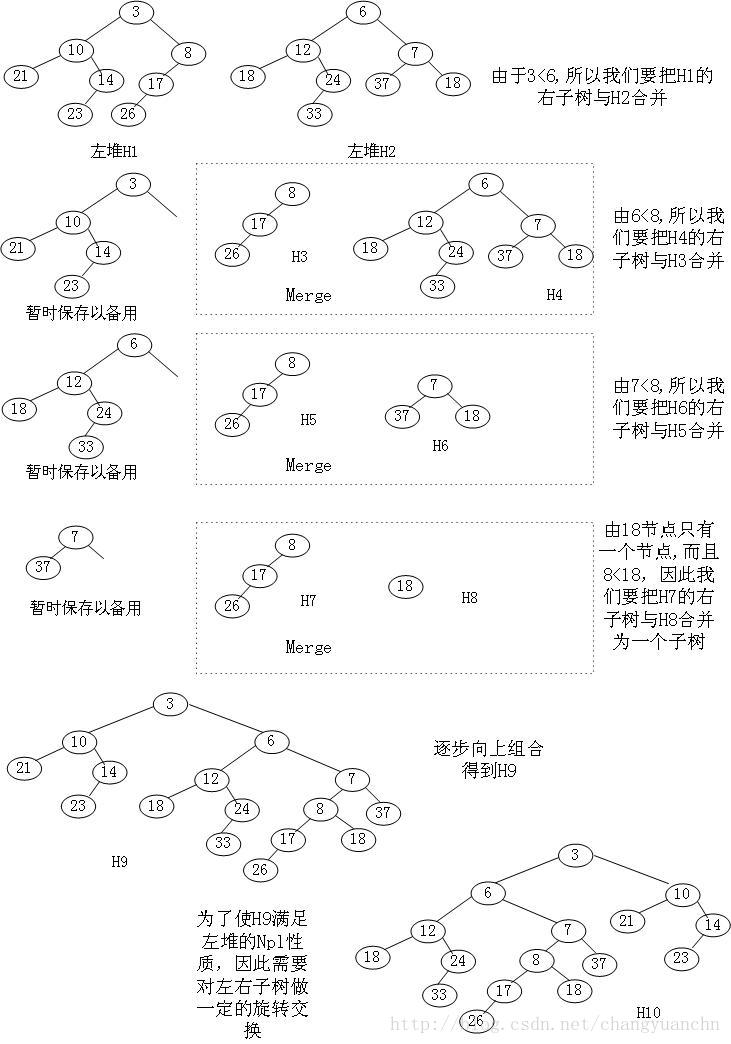 3
6
10
8
12
7
21
14
17
18
24
37
18
23
26
33
由于3<6,所以我们要把H1的
右子树与H2合并
左堆H1
左堆H2
3
8
6
10
17
12
7
21
14
26
18
24
37
18
23
33
H3
H4
Merge
暂时保存以备用
由6<8,所以我
们要把H4的右
子树与H3合并
6
8
7
12
17
18
24
26
37
18
33
H5
H6
Merge
暂时保存以备用
由7<8,所以我
们要把H6的右
子树与H5合并
7
8
37
17
18
26
H7
H8
Merge
暂时保存以备用
由18节点只有
一个节点,而且
8<18, 因此我
们要把H7的右
子树与H8合并
为一个子树
3
10
6
21
14
12
7
23
18
24
8
37
33
17
18
26
H9
逐步向上组合
得到H9
为了使H9满足
左堆的Npl性
质, 因此需要
对左右子树做
一定的旋转交
换
3
6
10
12
7
21
14
18
24
8
37
23
33
17
18
26
H10
http://blog.csdn.net/changyuanchn